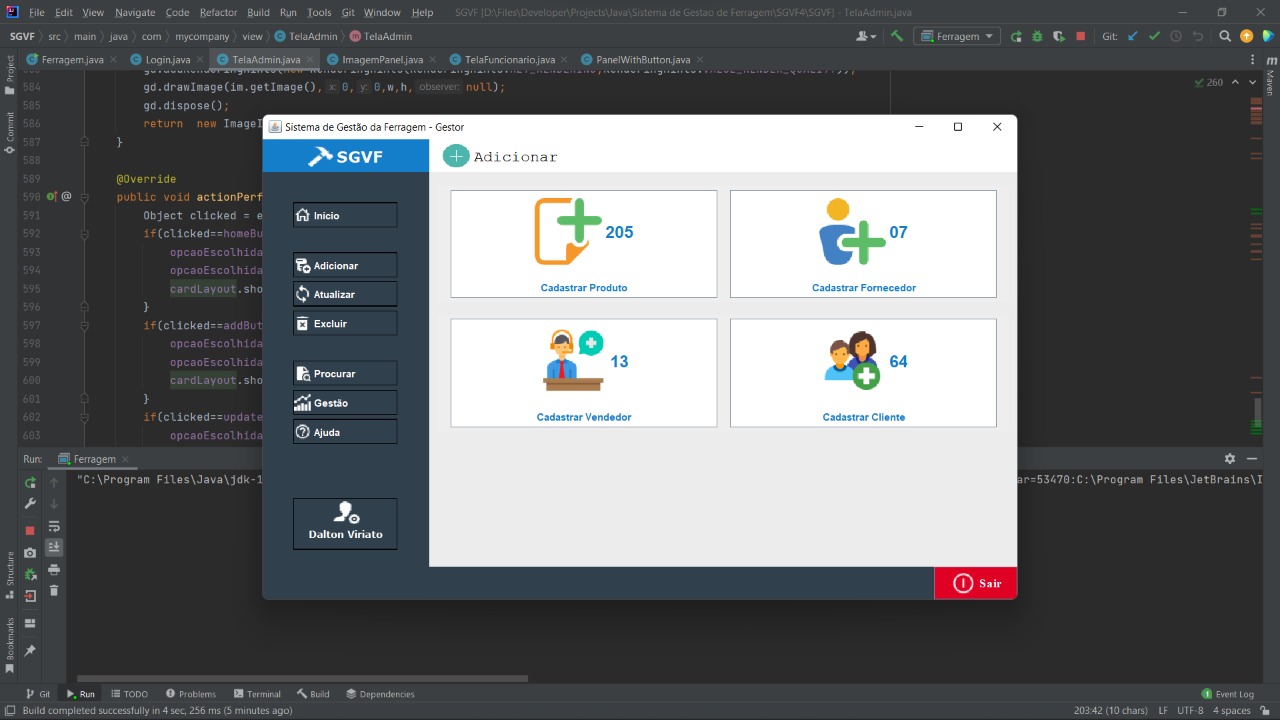 File Edit View Navigate Code Refactor Build Run Tools Git Window Help SGVF [D:\Files\Developer\Projects\Java\Sistema de Gestao de Ferragem\SGVF4\SGVF] - TelaAdmin.java
SGVF src main java com mycompany view TelaAdmin TelaAdmin Ferragem Git:
Ferragem.java Login.java TelaAdmin.java ImagemPanel.java TelaFuncionario.java PanelWithButton.java
Project
Commit
Maven
260
584 gd.drawImage(im.getImage(), x: 0, y: 0,w,h, observer: null);
585 gd.dispose();
586 return new ImageI
587 }
588
589 @Override
590 public void actionPerf
591 Object clicked = e
592 if(clicked==homeBu
593 opcaoEscolhida
594 opcaoEscolhida
595 cardLayout.sho
596 }
597 if(clicked==addBut
598 opcaoEscolhida
599 opcaoEscolhida
600 cardLayout.sho
601 }
602 if(clicked==update
603 opcaoEscolhida
Sistema de Gestão da Ferragem - Gestor
SGVF
Adicionar
Inicio
Adicionar
Atualizar
Excluir
Procurar
Gestão
Ajuda
Dalton Viriato
205
Cadastrar Produto
07
Cadastrar Fornecedor
13
Cadastrar Vendedor
64
Cadastrar Cliente
Sair
Run: Ferragem
"C:\Program Files\Java\jdk-1
ar=53470:C:\Program Files\JetBrains\I
Structure
Bookmarks
Git Run TODO Problems Terminal Build Dependencies 1 Event Log
Build completed successfully in 4 sec, 256 ms (5 minutes ago) 203:42 (10 chars) LF UTF-8 4 spaces